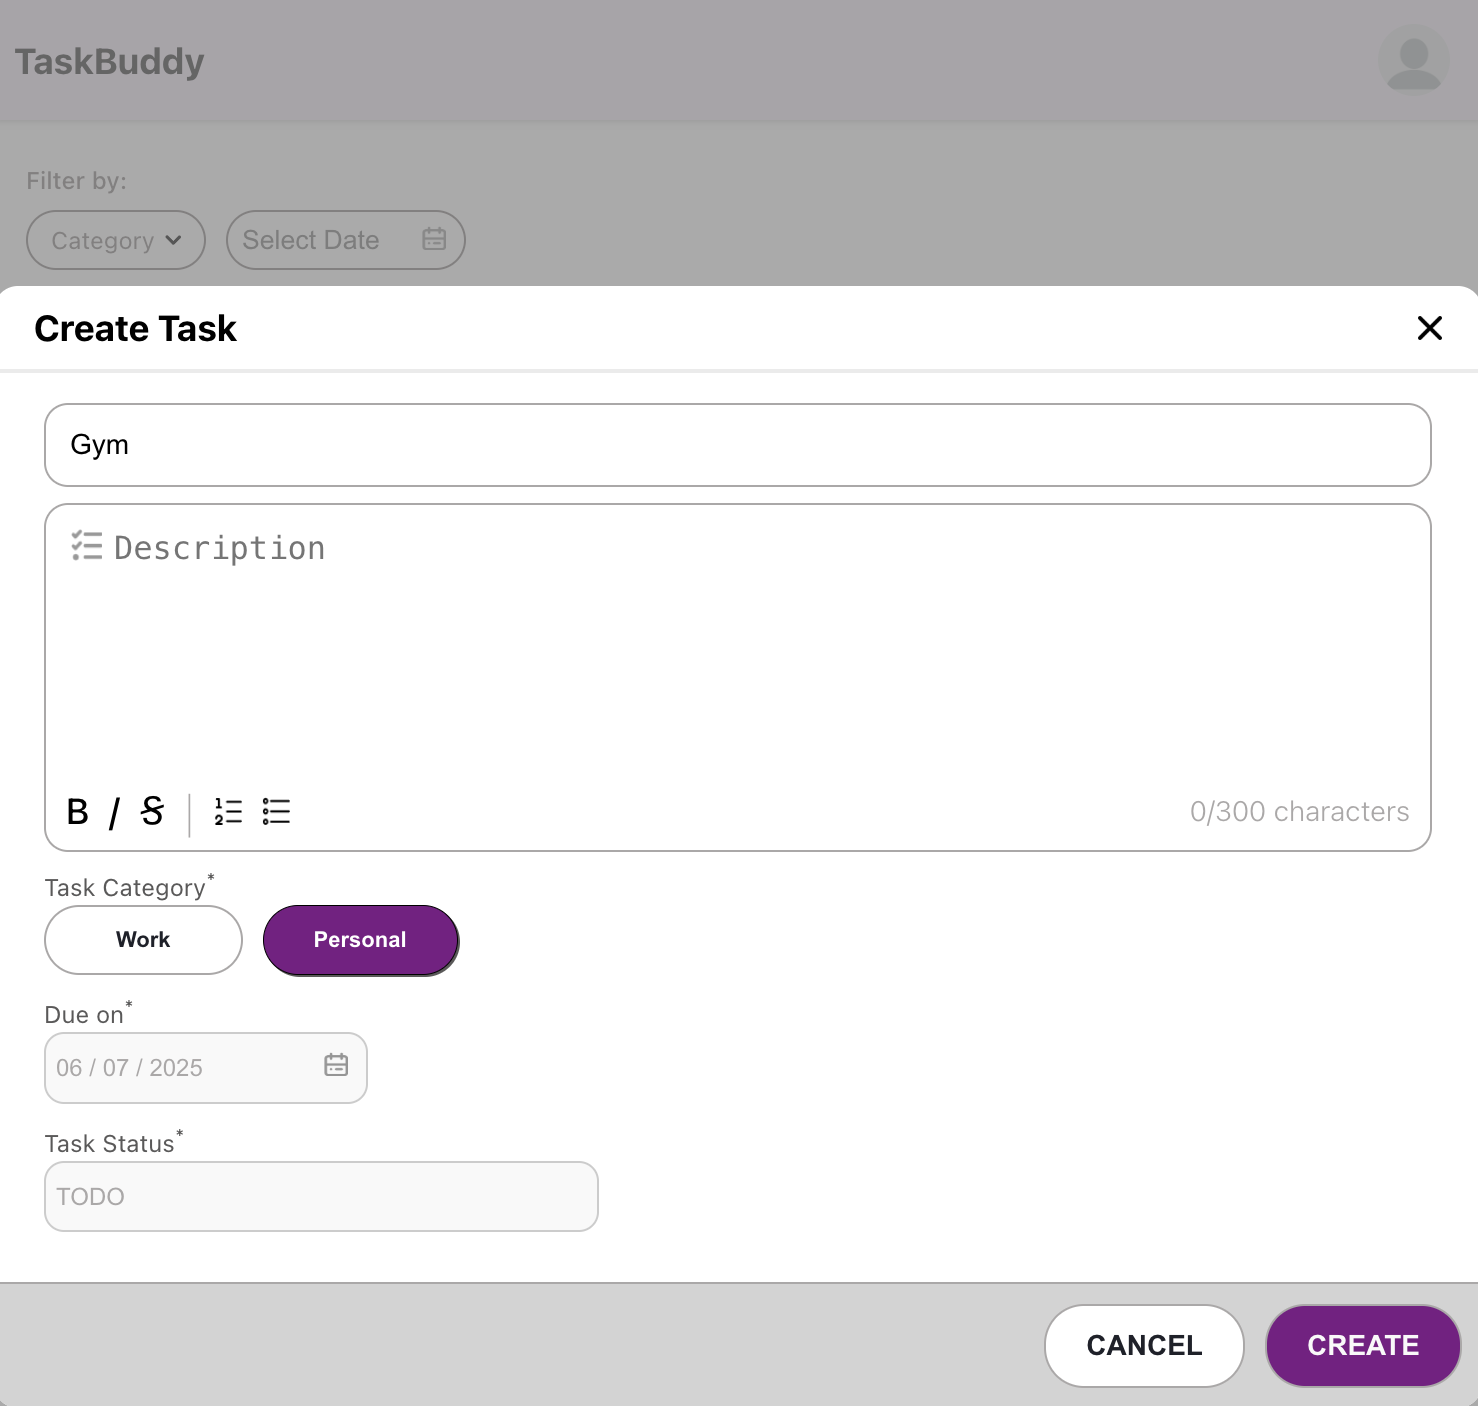 TaskBuddy
Filter by:
Category Select Date
Create Task
Gym
Description
B / S 0/300 characters
Task Category*
Work Personal
Due on*
06 / 07 / 2025
Task Status*
TODO
CANCEL CREATE